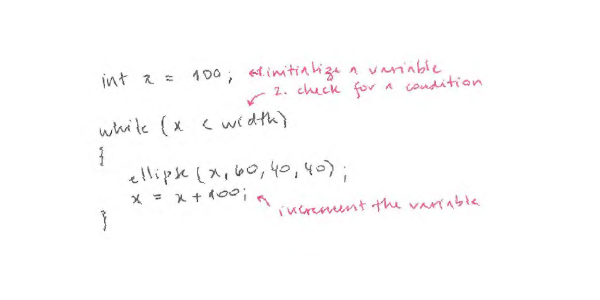 int x = 100; ← 1. initialize a variable
2. check for a condition
while (x < width)
{
ellipse (x, 60, 40, 40);
x = x + 100; ← increment the variable
}